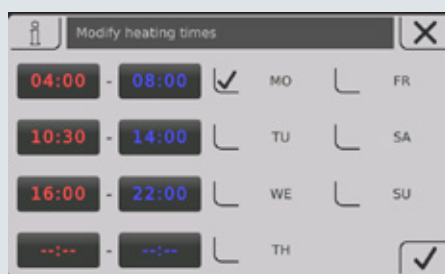 Modify heating times
04:00 - 08:00 MO FR
10:30 - 14:00 TU SA
16:00 - 22:00 WE SU
--:-- - --:-- TH